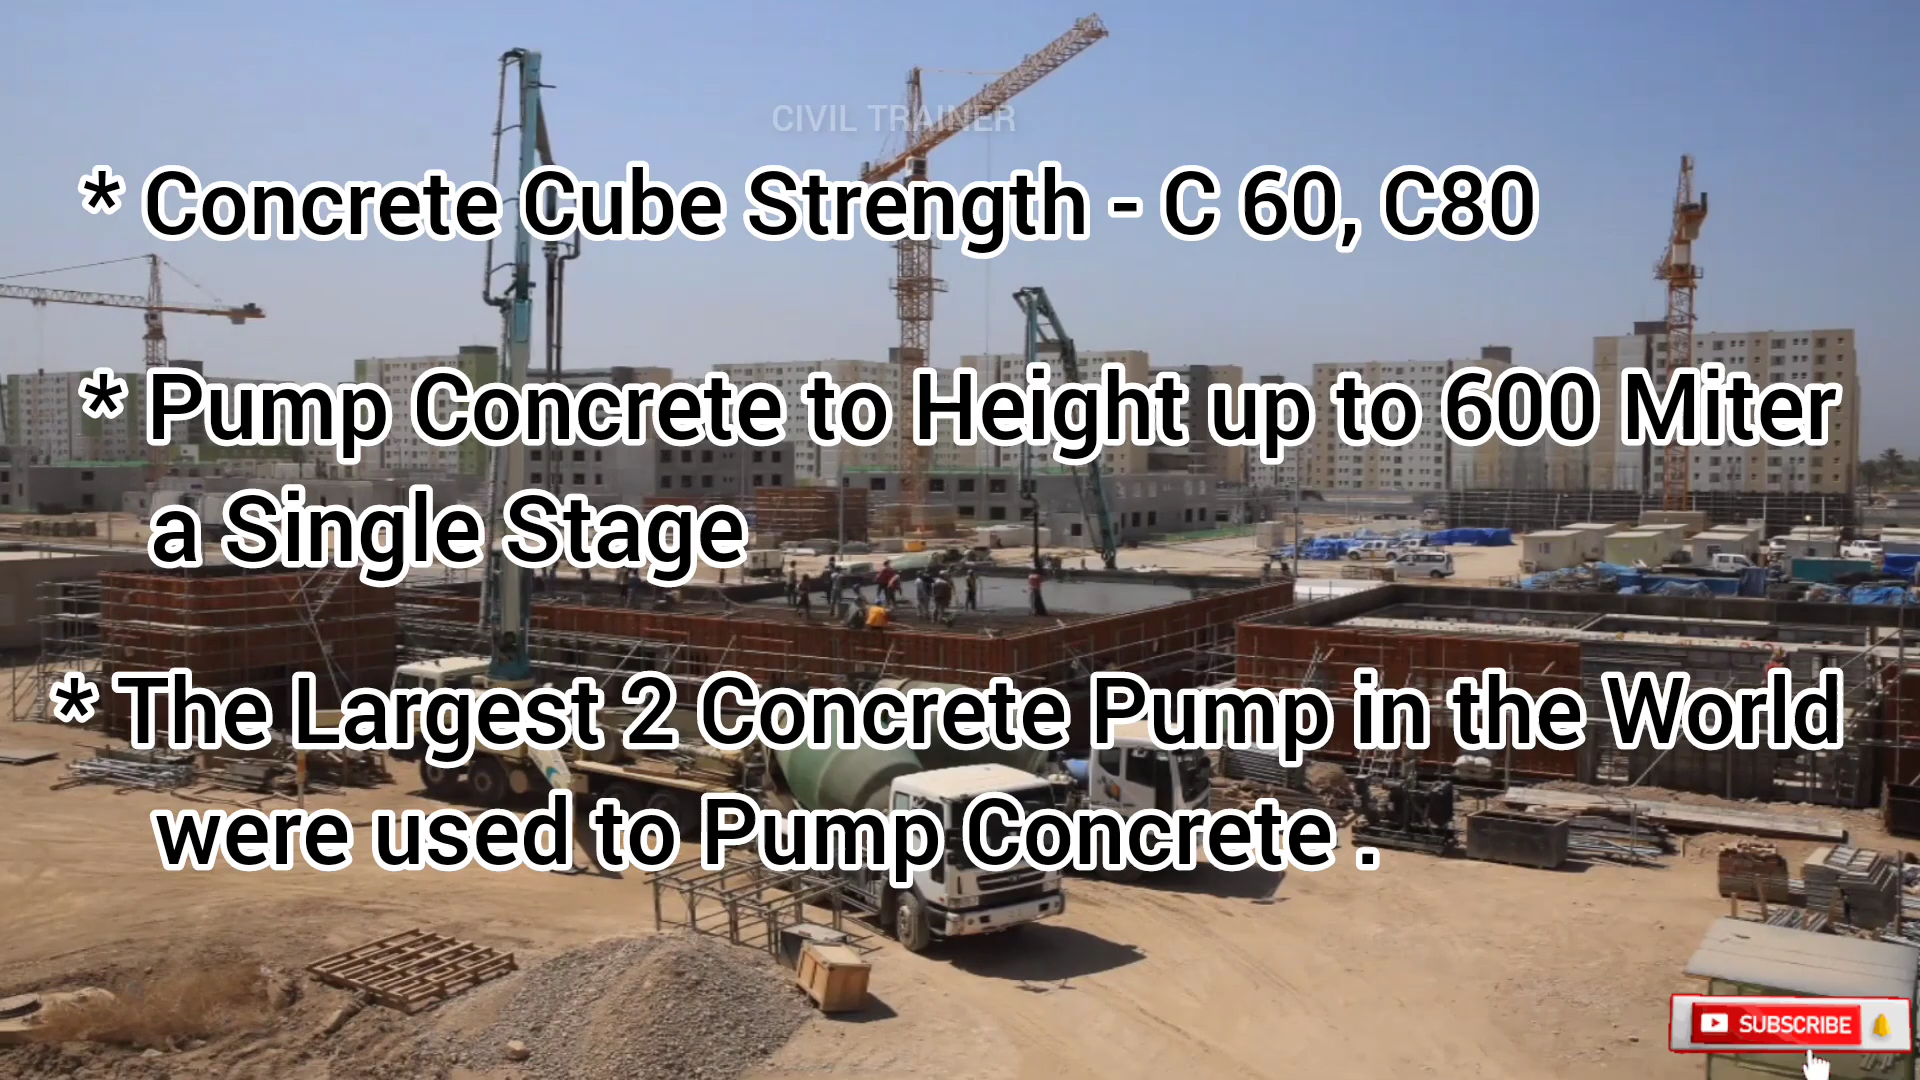 CIVIL TRAINER
* Concrete Cube Strength - C 60, C80
* Pump Concrete to Height up to 600 Miter
a Single Stage
* The Largest 2 Concrete Pump in the World
were used to Pump Concrete .
SUBSCRIBE